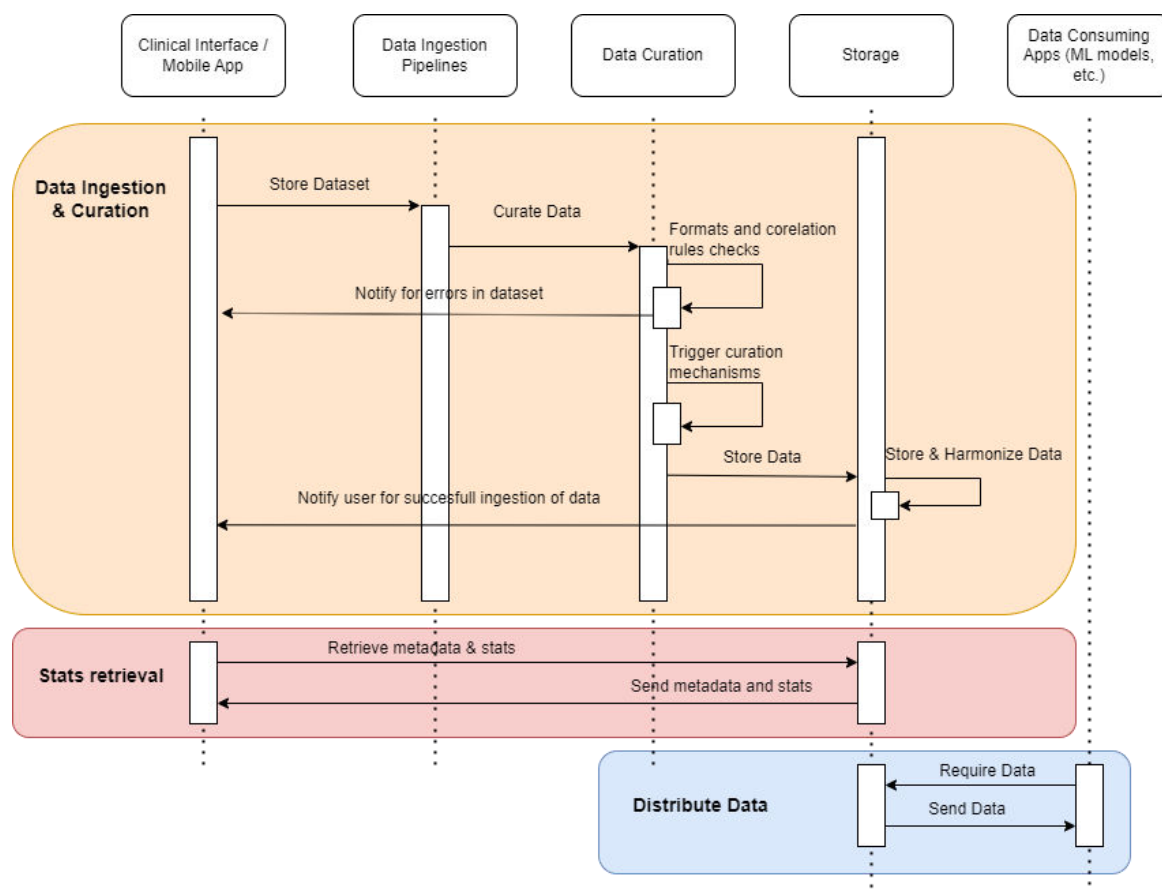 Clinical Interface /
Mobile App
Data Ingestion
Pipelines
Data Curation
Storage
Data Consuming
Apps (ML models,
etc.)
Data Ingestion
& Curation
Store Dataset
Curate Data
Formats and corelation
rules checks
Notify for errors in dataset
Trigger curation
mechanisms
Store Data
Store & Harmonize Data
Notify user for succesfull ingestion of data
Stats retrieval
Retrieve metadata & stats
Send metadata and stats
Distribute Data
Require Data
Send Data